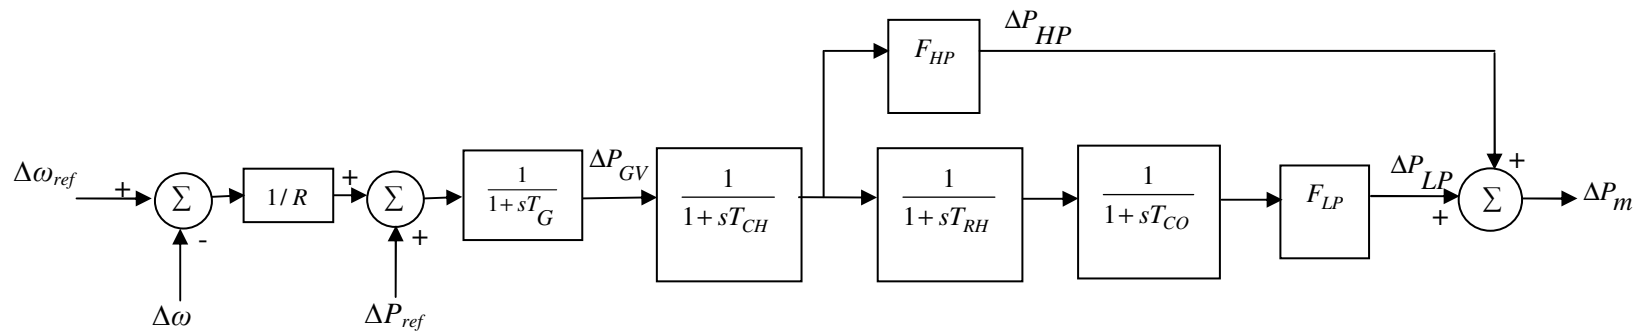 Δω_ref
+
Σ
-
Δω
1/R
+
Σ
+
ΔP_ref
1
1+sT_G
ΔP_GV
1
1+sT_CH
F_HP
ΔP_HP
1
1+sT_RH
1
1+sT_CO
F_LP
ΔP_LP
+
+
Σ
ΔP_m